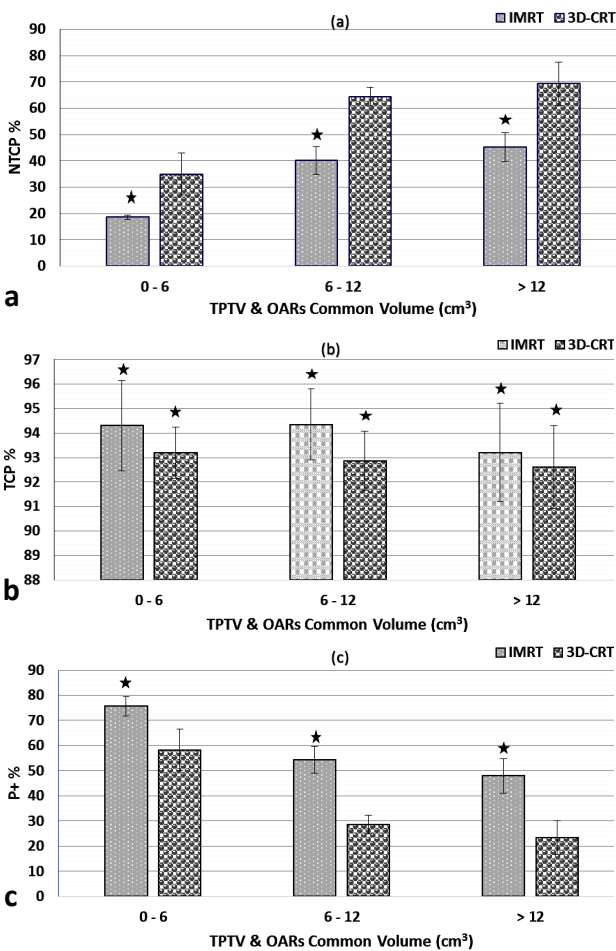 (a)
IMRT 3D-CRT
90
80
70
60
50
40
30
20
10
0
NTCP %
★
★
★
0 - 6 6 - 12 > 12
TPTV & OARs Common Volume (cm³)
a
(b)
IMRT 3D-CRT
97
96
95
94
93
92
91
90
89
88
TCP %
★ ★
★ ★
★ ★
0 - 6 6 - 12 > 12
TPTV & OARs Common Volume (cm³)
b
(c)
IMRT 3D-CRT
90
80
70
60
50
40
30
20
10
0
P+ %
★
★
★
0 - 6 6 - 12 > 12
TPTV & OARs Common Volume (cm³)
c